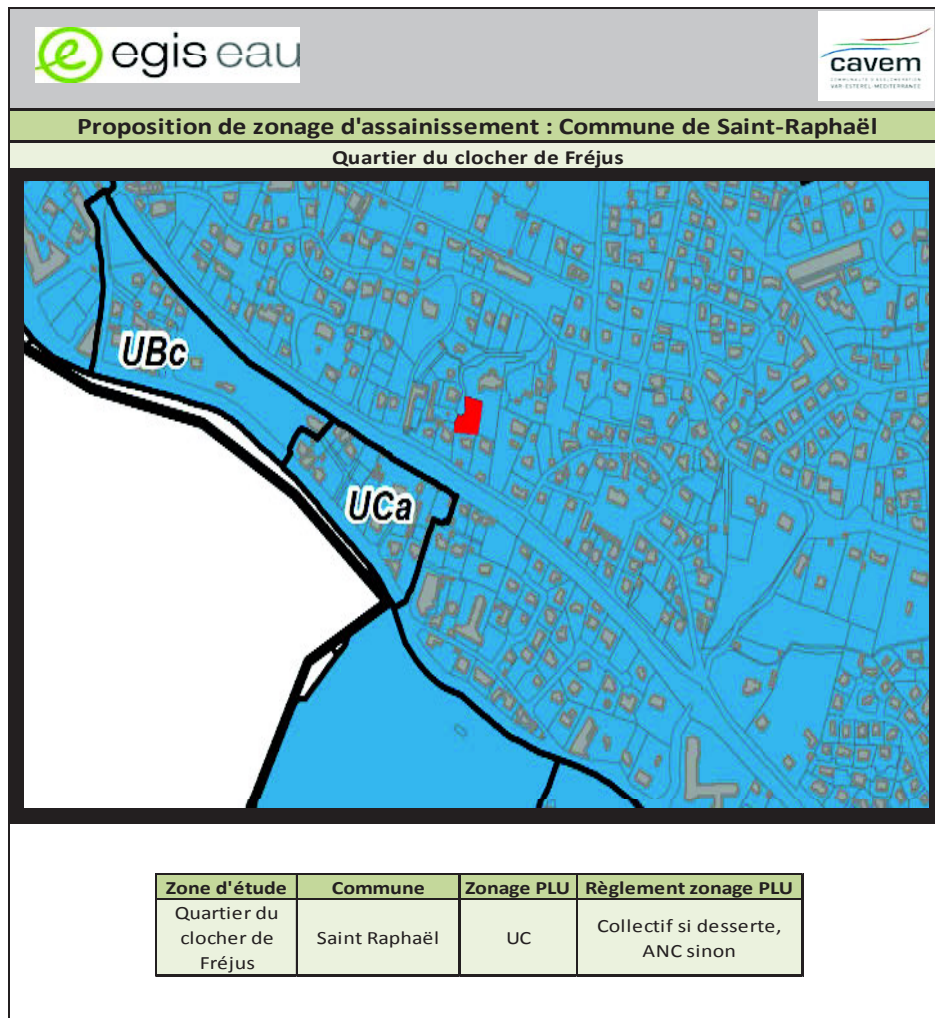 egis eau
cavem
COMMUNAUTÉ D'AGGLOMÉRATION
VAR-ESTEREL-MEDITERRANEE
Proposition de zonage d'assainissement : Commune de Saint-Raphaël
Quartier du clocher de Fréjus
UBc
UCa
Zone d'étude Commune Zonage PLU Règlement zonage PLU
Quartier du
clocher de
Fréjus
Saint Raphaël
UC
Collectif si desserte,
ANC sinon